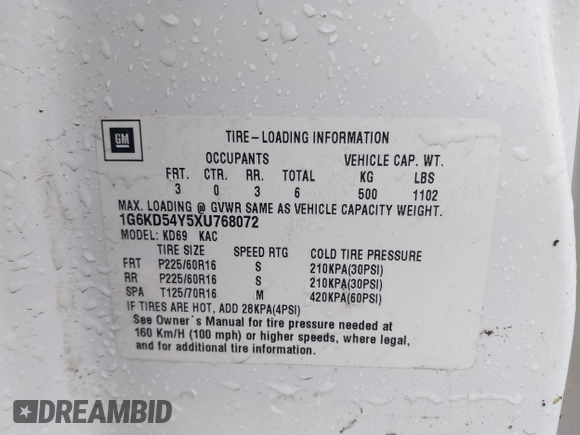 GM
TIRE-LOADING INFORMATION
OCCUPANTS VEHICLE CAP. WT.
FRT. CTR. RR. TOTAL KG LBS
3 0 3 6 500 1102
MAX. LOADING @ GVWR SAME AS VEHICLE CAPACITY WEIGHT.
1G6KD54Y5XU768072
MODEL: KD69 KAC
TIRE SIZE SPEED RTG COLD TIRE PRESSURE
FRT P225/60R16 S 210KPA(30PSI)
RR P225/60R16 S 210KPA(30PSI)
SPA T125/70R16 M 420KPA(60PSI)
IF TIRES ARE HOT, ADD 28KPA(4PSI)
See Owner's Manual for tire pressure needed at
160 Km/H (100 mph) or higher speeds, where legal,
and for additional tire information.
DREAMBID